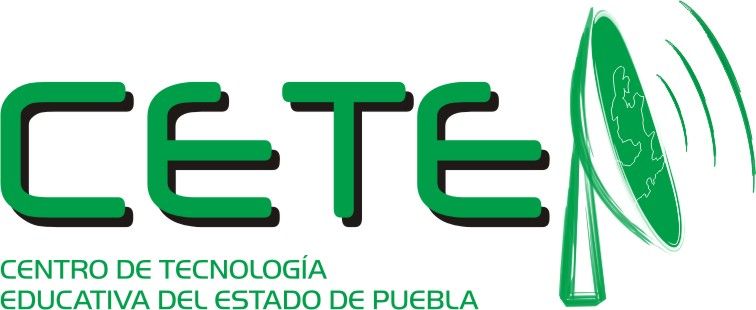 CETE
CENTRO DE TECNOLOGÍA
EDUCATIVA DEL ESTADO DE PUEBLA